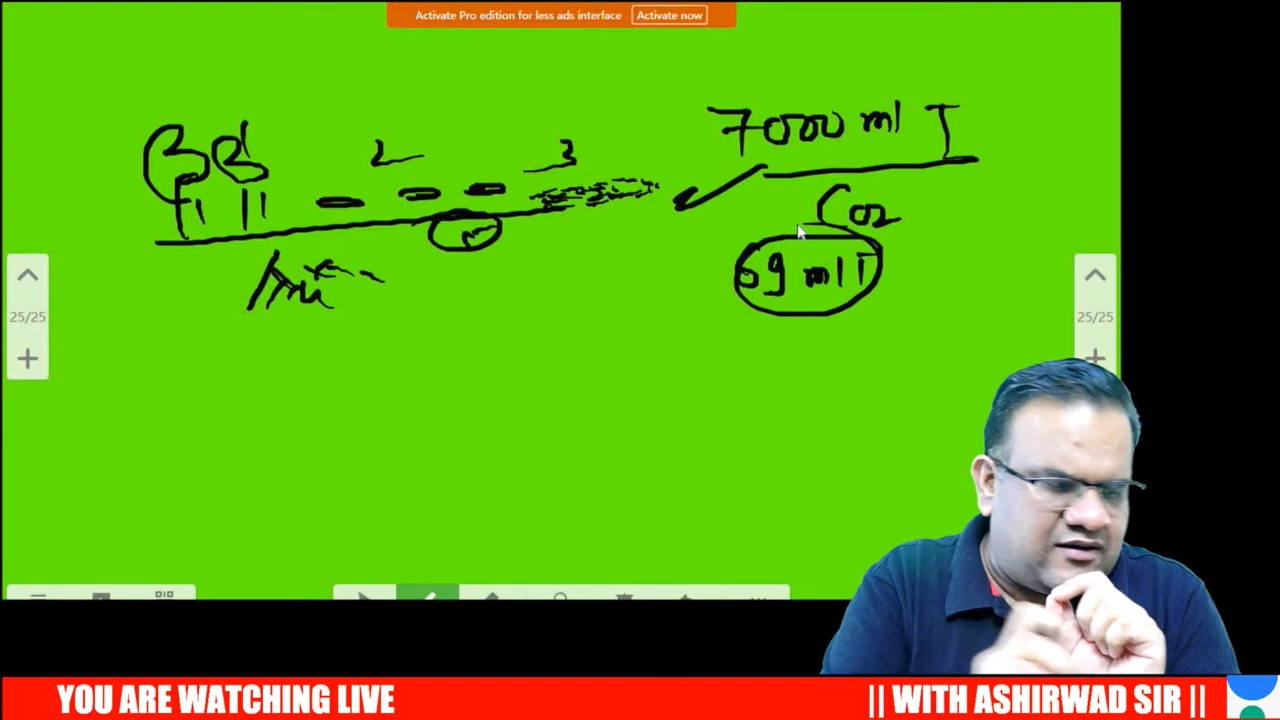 Activate Pro edition for less ads interface Activate now
7000 ml I
2 3
CO2
69 ml I
25/25 25/25
YOU ARE WATCHING LIVE || WITH ASHIRWAD SIR ||